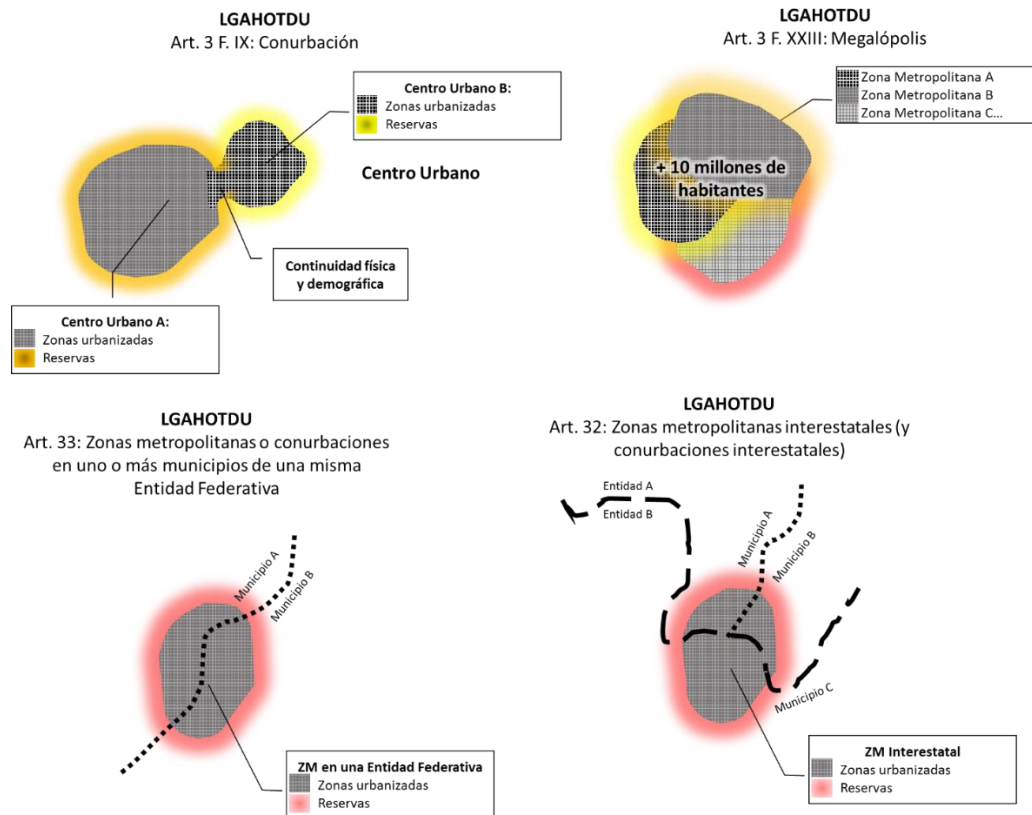 LGAHOTDU
Art. 3 F. IX: Conurbación
Centro Urbano B:
Zonas urbanizadas
Reservas
Centro Urbano
Continuidad física
y demográfica
Centro Urbano A:
Zonas urbanizadas
Reservas
LGAHOTDU
Art. 3 F. XXIII: Megalópolis
Zona Metropolitana A
Zona Metropolitana B
Zona Metropolitana C...
+ 10 millones de
habitantes
LGAHOTDU
Art. 33: Zonas metropolitanas o conurbaciones
en uno o más municipios de una misma
Entidad Federativa
Municipio A
Municipio B
ZM en una Entidad Federativa
Zonas urbanizadas
Reservas
LGAHOTDU
Art. 32: Zonas metropolitanas interestatales (y
conurbaciones interestatales)
Entidad A
Entidad B
Municipio A
Municipio B
Municipio C
ZM Interestatal
Zonas urbanizadas
Reservas